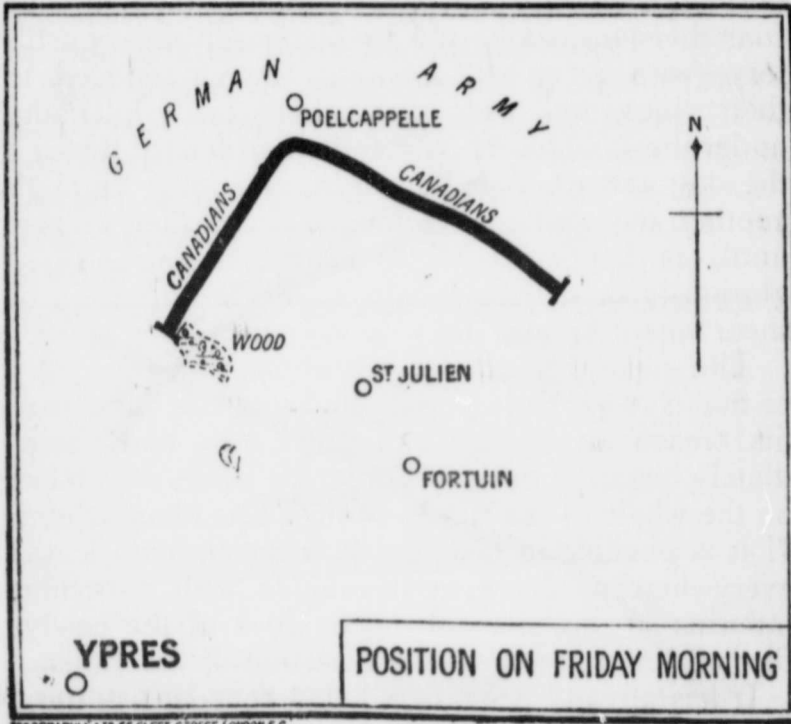 GERMAN ARMY
POELCAPPELLE
N
CANADIANS
CANADIANS
WOOD
ST JULIEN
FORTUIN
YPRES
POSITION ON FRIDAY MORNING